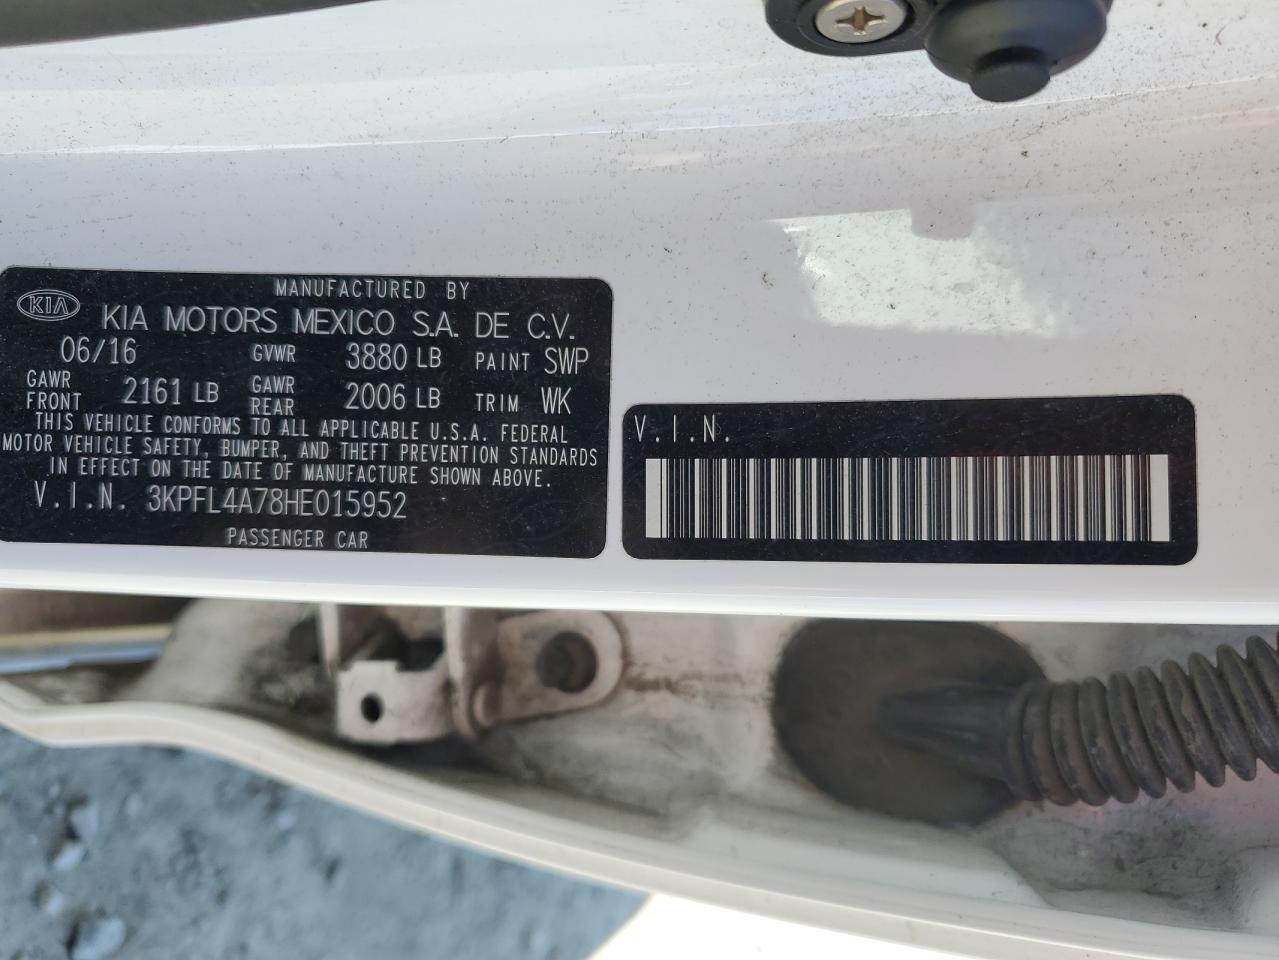 MANUFACTURED BY
KIA KIA MOTORS MEXICO S.A. DE C.V.
06/16 GVWR 3880 LB PAINT SWP
GAWR FRONT 2161 LB GAWR REAR 2006 LB TRIM WK
THIS VEHICLE CONFORMS TO ALL APPLICABLE U.S.A. FEDERAL
MOTOR VEHICLE SAFETY, BUMPER, AND THEFT PREVENTION STANDARDS
IN EFFECT ON THE DATE OF MANUFACTURE SHOWN ABOVE.
V.I.N. 3KPFL4A78HE015952
PASSENGER CAR
V.I.N.